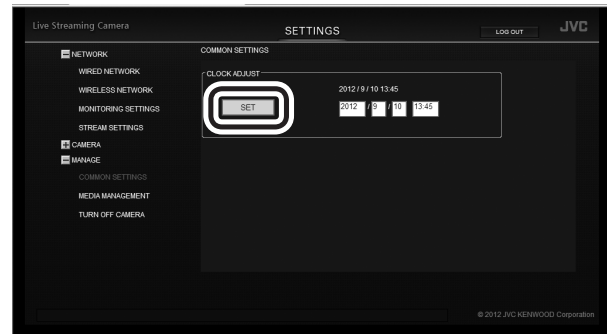 Live Streaming Camera
SETTINGS
LOG OUT
JVC
NETWORK
WIRED NETWORK
WIRELESS NETWORK
MONITORING SETTINGS
STREAM SETTINGS
CAMERA
MANAGE
COMMON SETTINGS
MEDIA MANAGEMENT
TURN OFF CAMERA
COMMON SETTINGS
CLOCK ADJUST
2012 / 9 / 10 13:45
SET
2012 / 9 / 10 13:45
© 2012 JVC KENWOOD Corporation